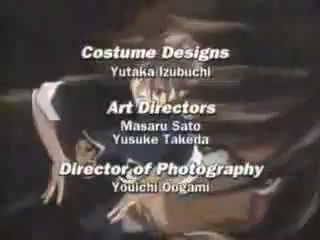 Costume Designs
Yutaka Izubuchi
Art Directors
Masaru Sato
Yusuke Takeda
Director of Photography
Youichi Oogami